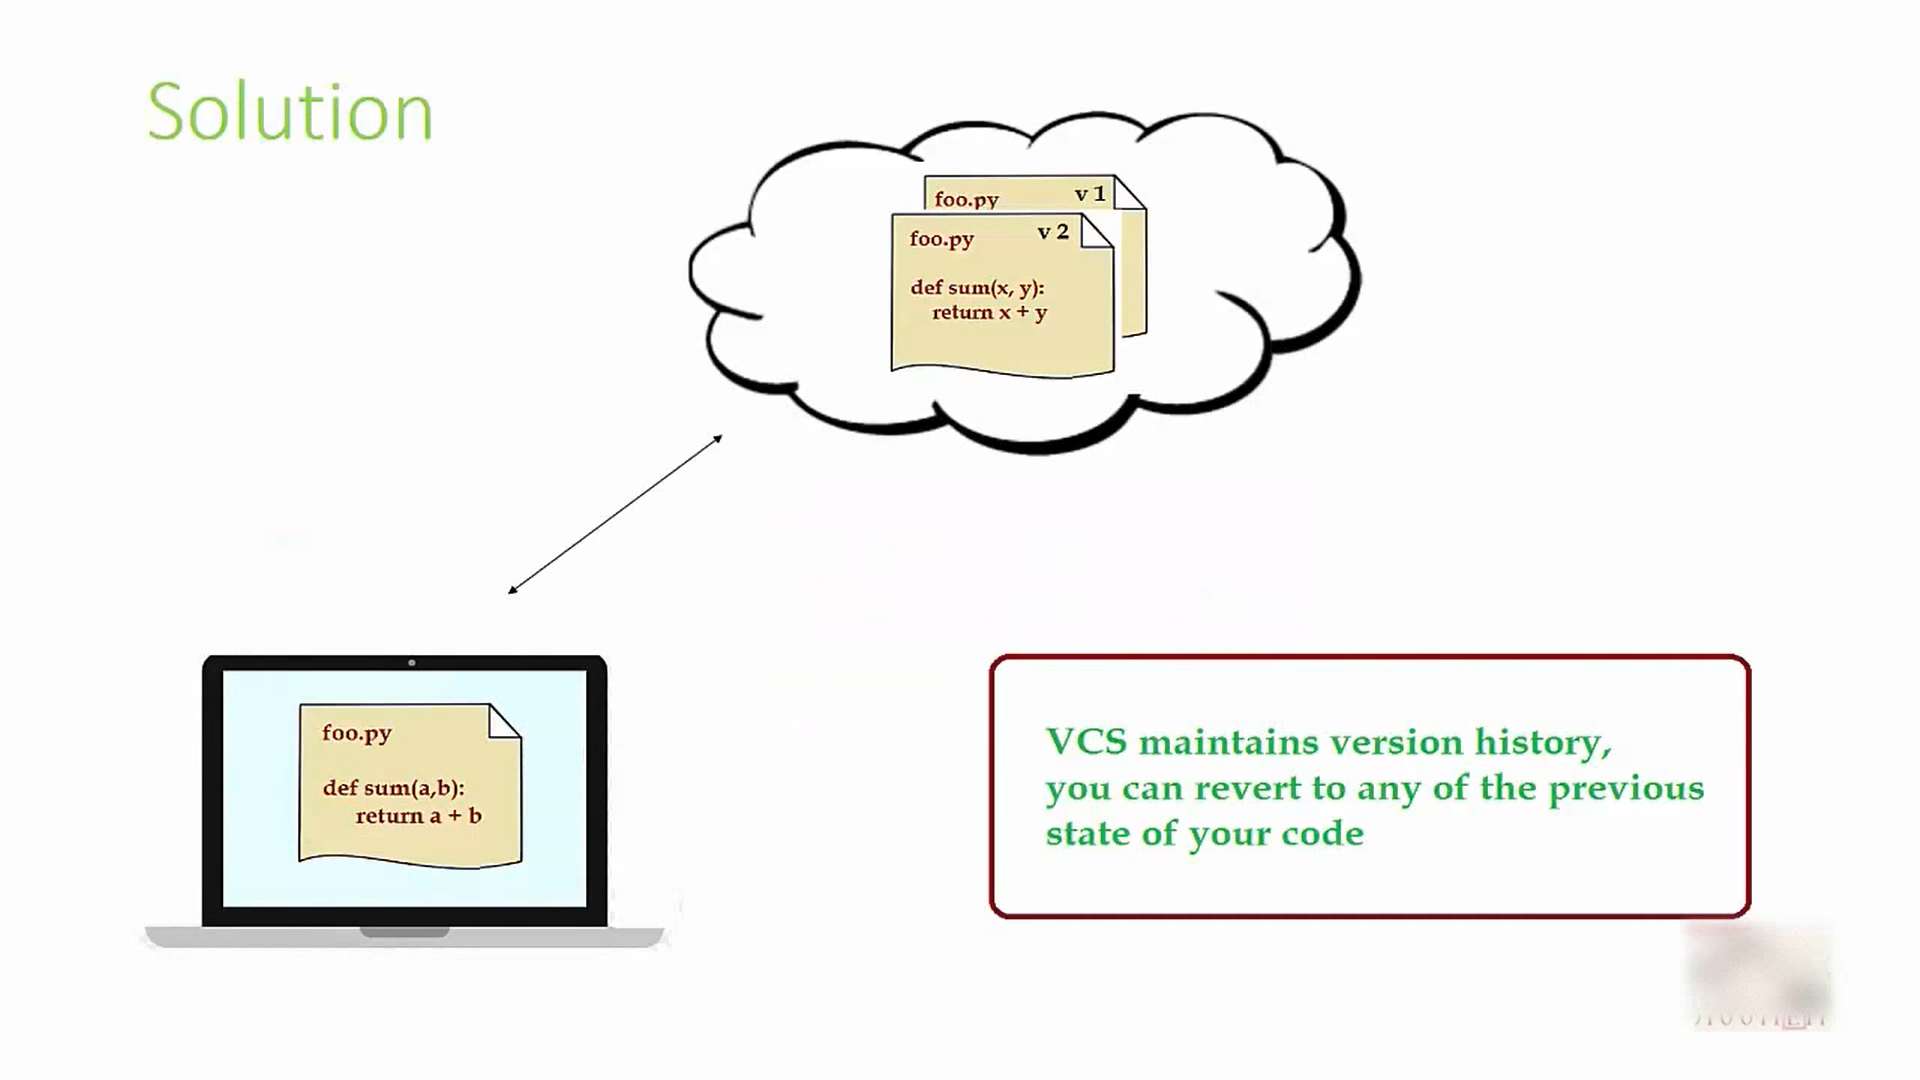 Solution
foo.py v 1
foo.py v 2
def sum(x, y):
return x + y
foo.py
def sum(a,b):
return a + b
VCS maintains version history,
you can revert to any of the previous
state of your code